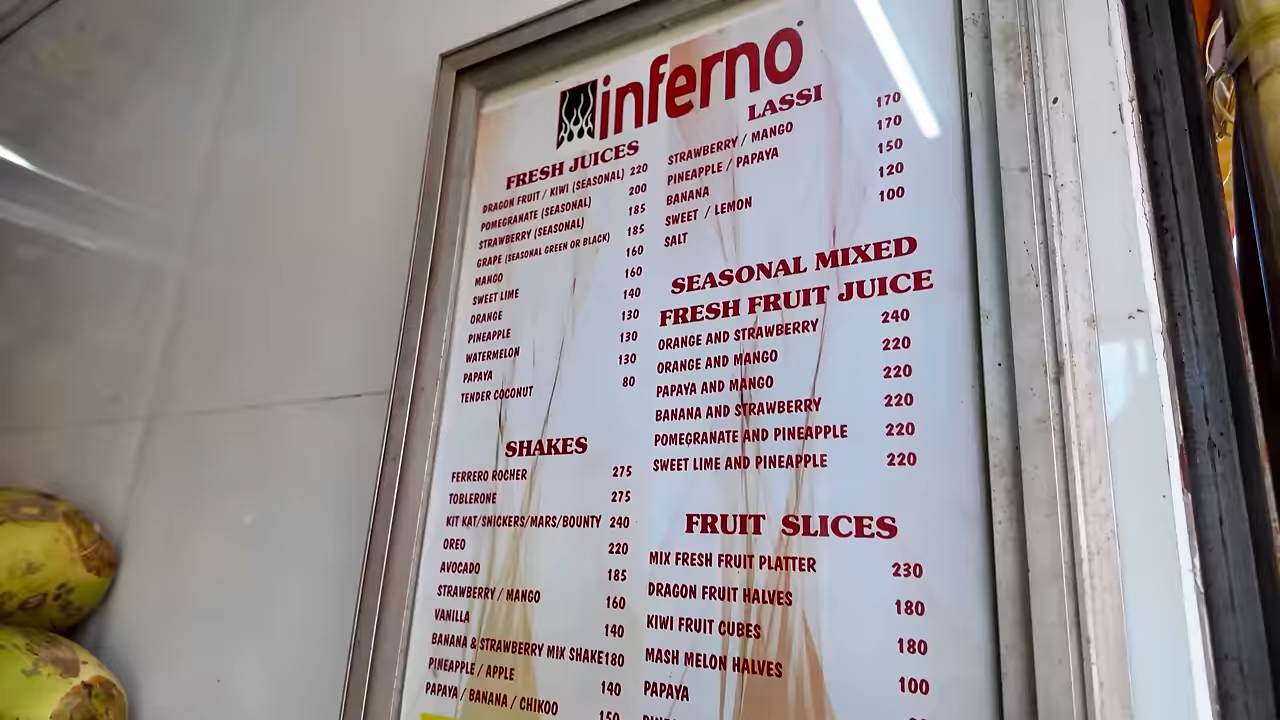 inferno
FRESH JUICES
DRAGON FRUIT / KIWI (SEASONAL) 220
POMEGRANATE (SEASONAL) 200
STRAWBERRY (SEASONAL) 185
GRAPE (SEASONAL GREEN OR BLACK) 185
MANGO 160
SWEET LIME 160
ORANGE 140
PINEAPPLE 130
WATERMELON 130
PAPAYA 130
TENDER COCONUT 80
SHAKES
FERRERO ROCHER 275
TOBLERONE 275
KIT KAT/SNICKERS/MARS/BOUNTY 240
OREO 220
AVOCADO 185
STRAWBERRY / MANGO 160
VANILLA 140
BANANA & STRAWBERRY MIX SHAKE 180
PINEAPPLE / APPLE 140
PAPAYA / BANANA / CHIKOO 150
LASSI
STRAWBERRY / MANGO 170
PINEAPPLE / PAPAYA 170
BANANA 150
SWEET / LEMON 120
SALT 100
SEASONAL MIXED
FRESH FRUIT JUICE
ORANGE AND STRAWBERRY 240
ORANGE AND MANGO 220
PAPAYA AND MANGO 220
BANANA AND STRAWBERRY 220
POMEGRANATE AND PINEAPPLE 220
SWEET LIME AND PINEAPPLE 220
FRUIT SLICES
MIX FRESH FRUIT PLATTER 230
DRAGON FRUIT HALVES 180
KIWI FRUIT CUBES 180
MASH MELON HALVES 100
PAPAYA